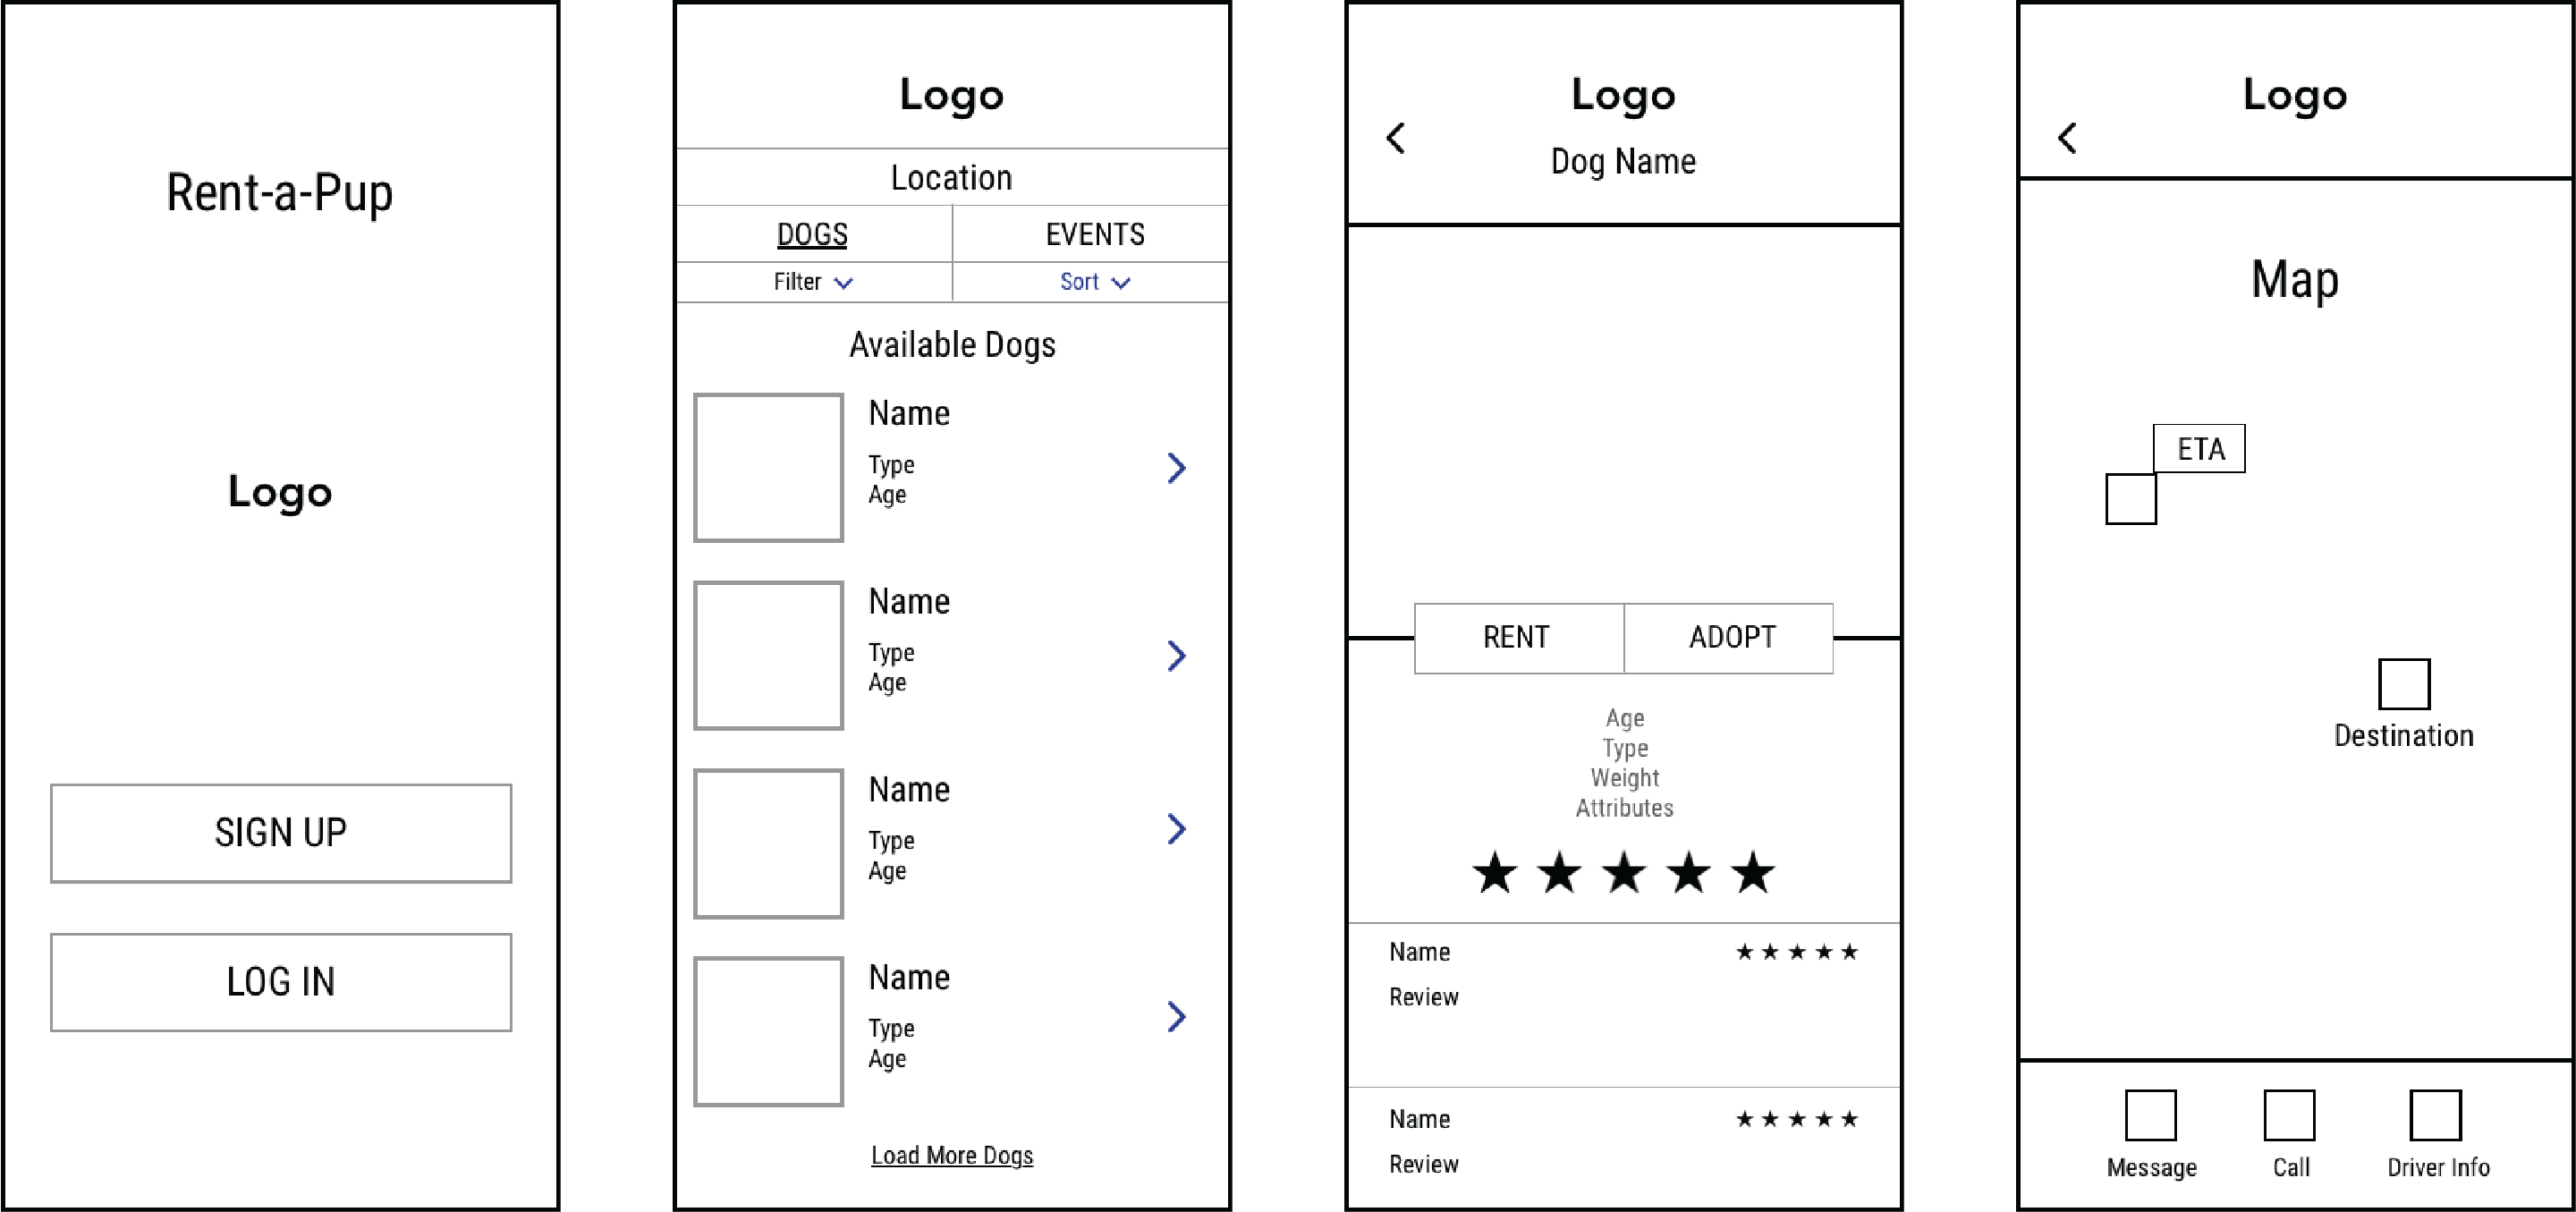 Rent-a-Pup
Logo
SIGN UP
LOG IN
Logo
Location
DOGS
EVENTS
Filter
Sort
Available Dogs
Name
Type
Age
Name
Type
Age
Name
Type
Age
Name
Type
Age
Load More Dogs
Logo
Dog Name
RENT
ADOPT
Age
Type
Weight
Attributes
Name
Review
Name
Review
Logo
Map
ETA
Destination
Message
Call
Driver Info